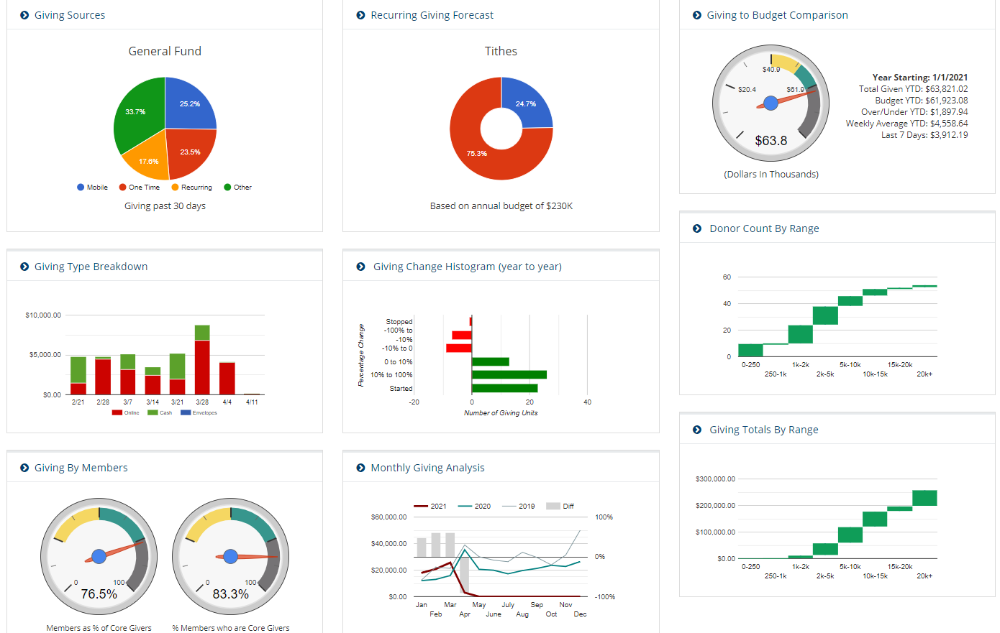 Giving Sources
General Fund
25.2%
33.7%
23.5%
17.6%
Mobile One Time Recurring Other
Giving past 30 days
Recurring Giving Forecast
Tithes
24.7%
75.3%
Based on annual budget of $230K
Giving to Budget Comparison
$40.9
$20.4 $61.9
$63.8
(Dollars In Thousands)
Year Starting: 1/1/2021
Total Given YTD: $63,821.02
Budget YTD: $61,923.08
Over/Under YTD: $1,897.94
Weekly Average YTD: $4,558.64
Last 7 Days: $3,912.19
Giving Type Breakdown
$10,000.00
$5,000.00
$0.00
2/21 2/28 3/7 3/14 3/21 3/28 4/4 4/11
Online Cash Envelopes
Giving Change Histogram (year to year)
Percentage Change
Stopped
-100% to
-10%
-10% to 0
0 to 10%
10% to 100%
Started
-20 0 20 40
Number of Giving Units
Donor Count By Range
60
40
20
0
0-250 1k-2k 5k-10k 15k-20k
250-1k 2k-5k 10k-15k 20k+
Giving By Members
0 100
76.5%
Members as % of Core Givers
0 100
83.3%
% Members who are Core Givers
Monthly Giving Analysis
2021 2020 2019 Diff
$60,000.00 100%
$40,000.00
0%
$20,000.00
$0.00 -100%
Jan Mar May July Sep Nov
Feb Apr June Aug Oct Dec
Giving Totals By Range
$300,000.00
$200,000.00
$100,000.00
$0.00
0-250 1k-2k 5k-10k 15k-20k
250-1k 2k-5k 10k-15k 20k+